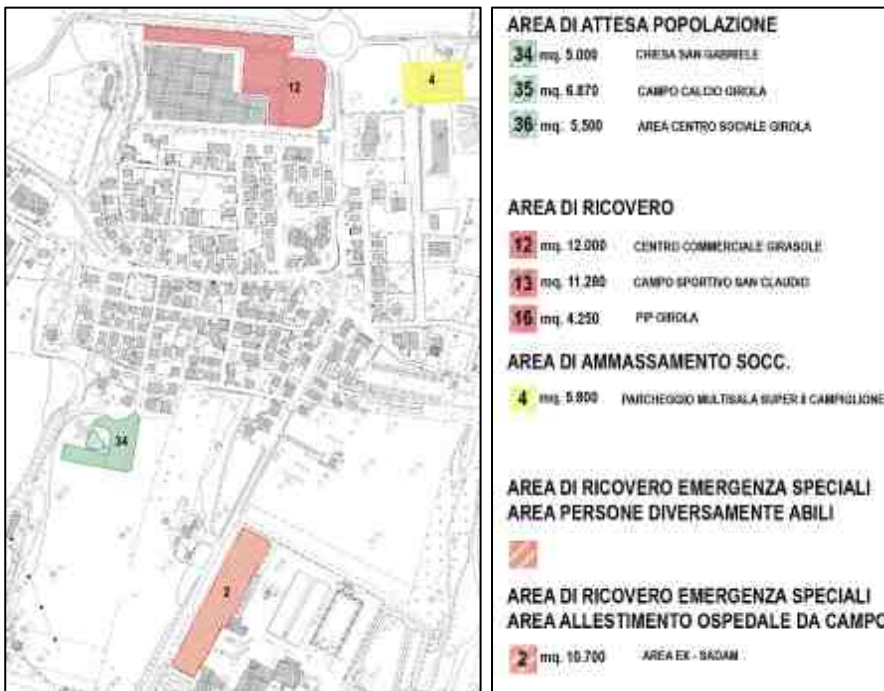 12
4
34
2
AREA DI ATTESA POPOLAZIONE
34 mq. 5.000 CHIESA SAN GABRIELE
35 mq. 6.870 CAMPO CALCIO GIROLA
36 mq. 5.500 AREA CENTRO SOCIALE GIROLA
AREA DI RICOVERO
12 mq. 12.000 CENTRO COMMERCIALE GIRASOLE
13 mq. 11.280 CAMPO SPORTIVO SAN CLAUDIO
16 mq. 4.250 PIP GIROLA
AREA DI AMMASSAMENTO SOCC.
4 mq. 5.800 PARCHEGGIO MULTISALA SUPER 8 CAMPIGLIONE
AREA DI RICOVERO EMERGENZA SPECIALI
AREA PERSONE DIVERSAMENTE ABILI
AREA DI RICOVERO EMERGENZA SPECIALI
AREA ALLESTIMENTO OSPEDALE DA CAMPO
2 mq. 10.700 AREA EX - SADAM